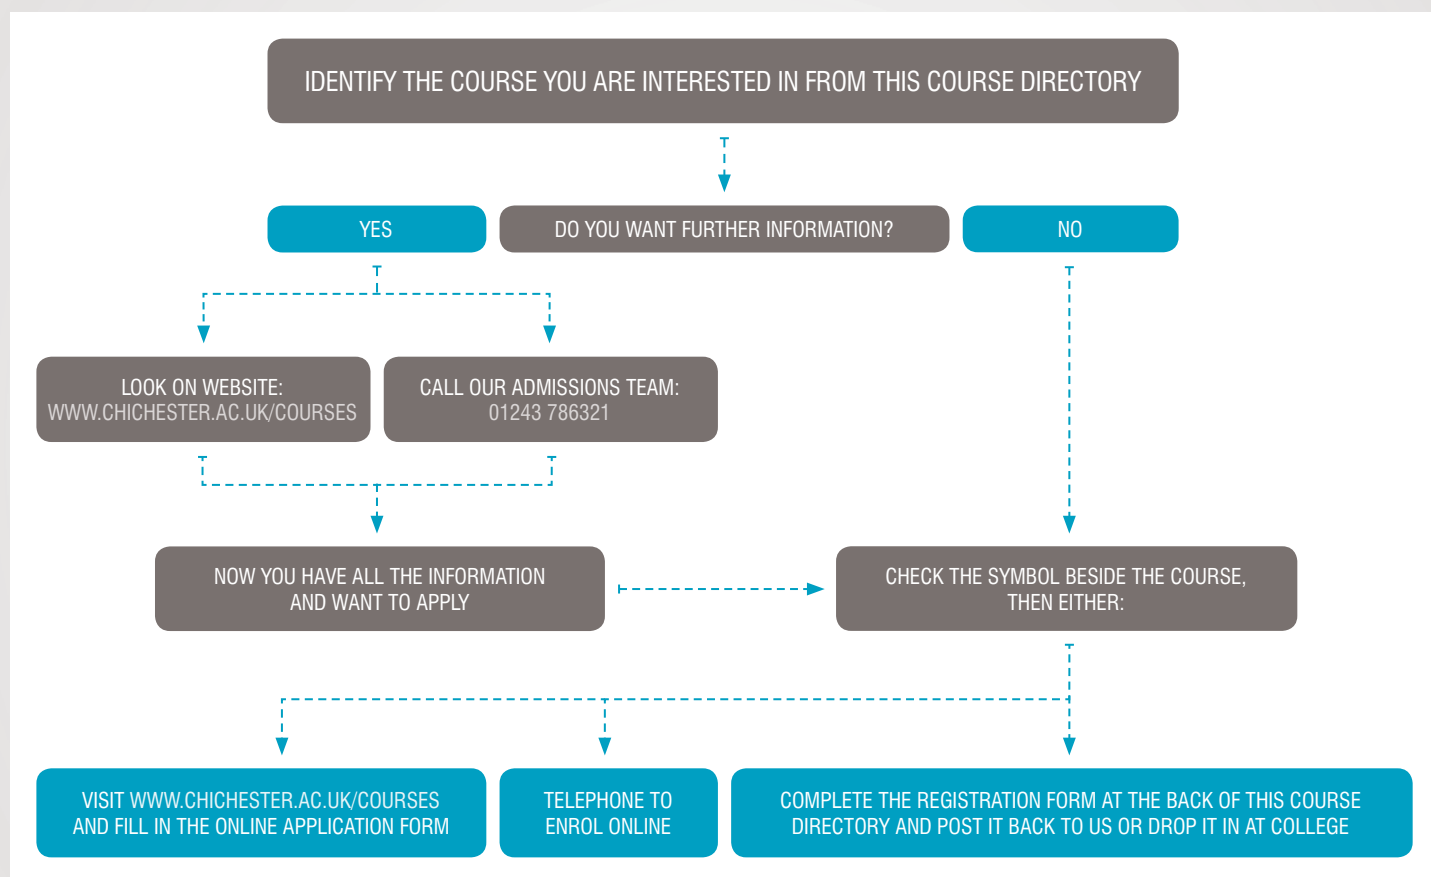 IDENTIFY THE COURSE YOU ARE INTERESTED IN FROM THIS COURSE DIRECTORY
YES
DO YOU WANT FURTHER INFORMATION?
NO
LOOK ON WEBSITE:
WWW.CHICHESTER.AC.UK/COURSES
CALL OUR ADMISSIONS TEAM:
01243 786321
NOW YOU HAVE ALL THE INFORMATION
AND WANT TO APPLY
CHECK THE SYMBOL BESIDE THE COURSE,
THEN EITHER:
VISIT WWW.CHICHESTER.AC.UK/COURSES
AND FILL IN THE ONLINE APPLICATION FORM
TELEPHONE TO
ENROL ONLINE
COMPLETE THE REGISTRATION FORM AT THE BACK OF THIS COURSE
DIRECTORY AND POST IT BACK TO US OR DROP IT IN AT COLLEGE